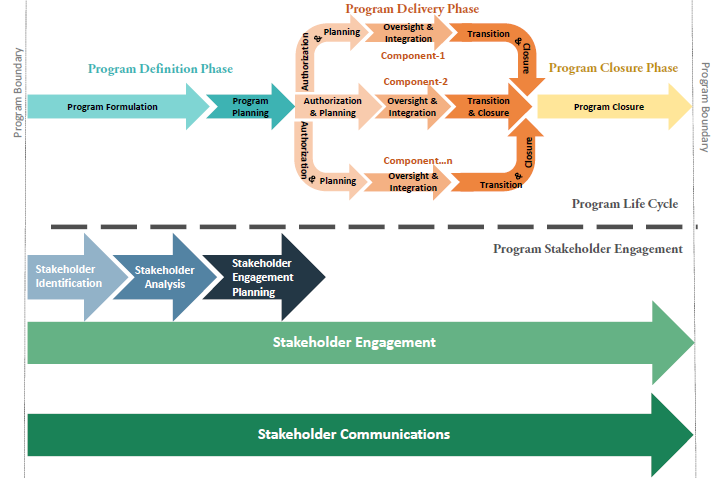 Program Boundary
Program Boundary
Program Delivery Phase
Program Definition Phase
Program Closure Phase
Authorization & Planning
Oversight &
Integration
Transition & Closure
Component-1
Component-2
Program Formulation
Program
Planning
Authorization
& Planning
Oversight &
Integration
Transition
& Closure
Program Closure
Component...n
Authorization & Planning
Oversight &
Integration
Transition & Closure
Program Life Cycle
Program Stakeholder Engagement
Stakeholder
Identification
Stakeholder
Analysis
Stakeholder
Engagement
Planning
Stakeholder Engagement
Stakeholder Communications